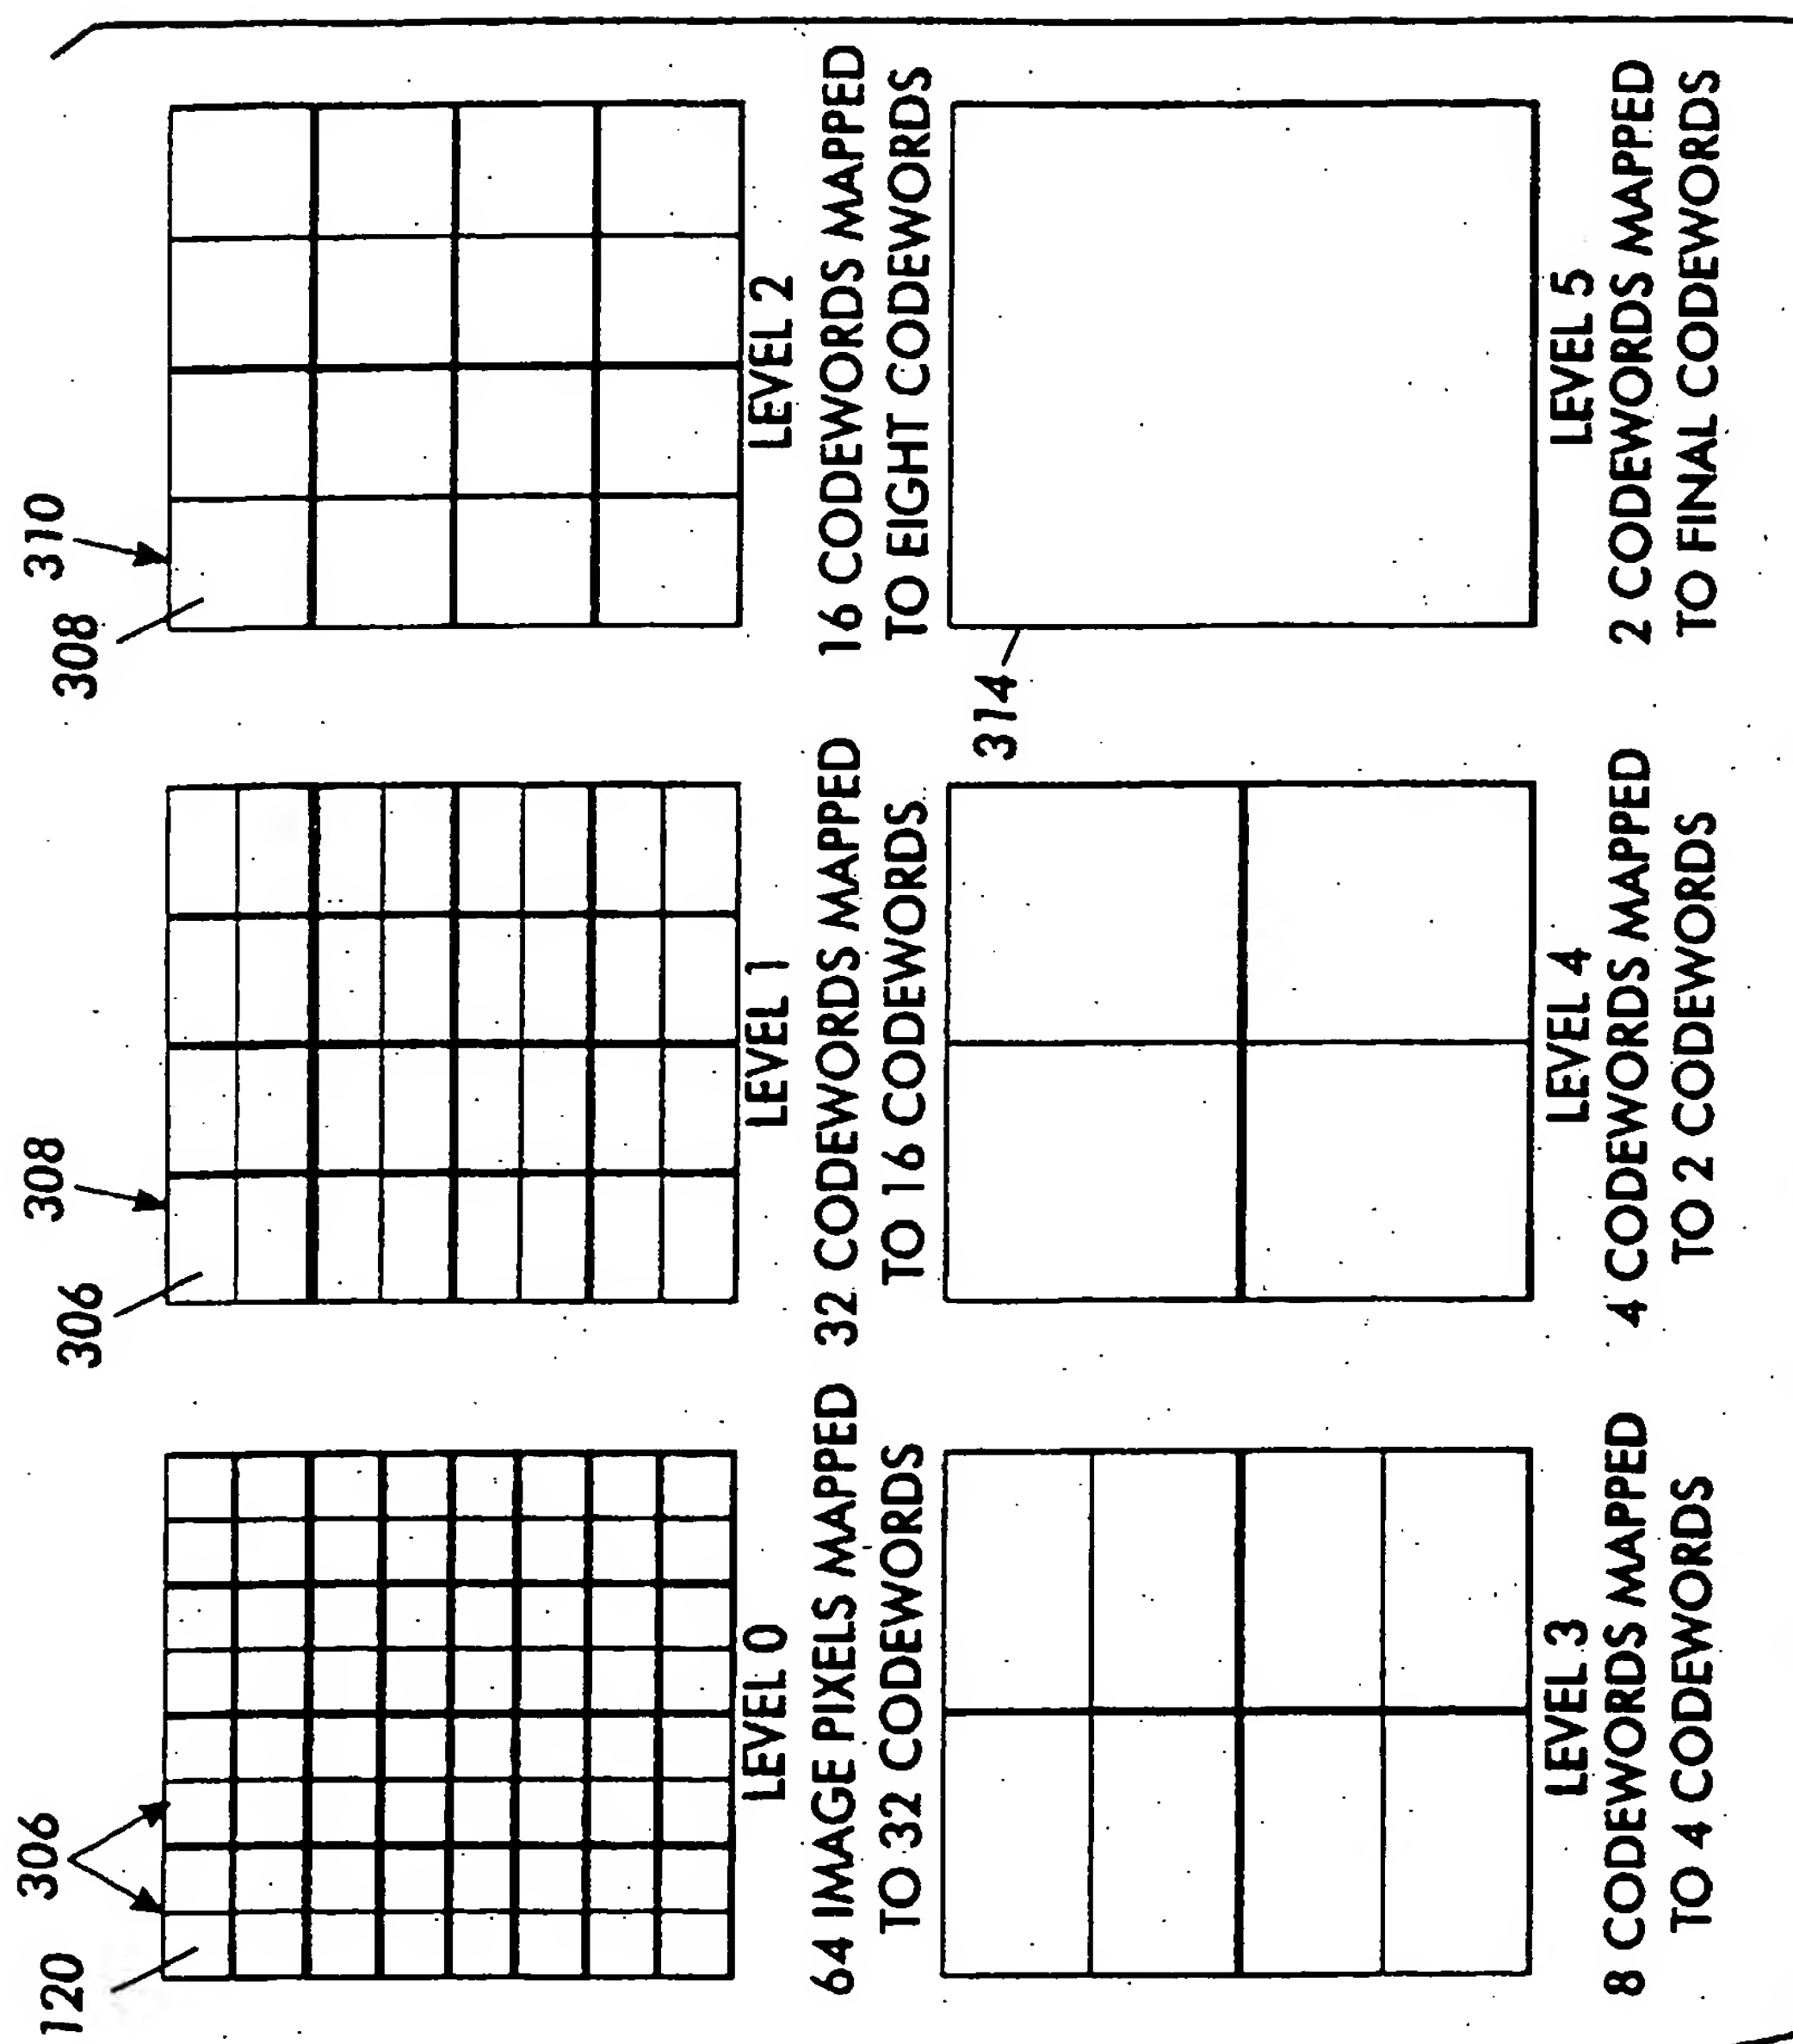 120
306
306
308
308
310
LEVEL 0
LEVEL 1
LEVEL 2
64 IMAGE PIXELS MAPPED
TO 32 CODEWORDS
32 CODEWORDS MAPPED
TO 16 CODEWORDS
16 CODEWORDS MAPPED
TO EIGHT CODEWORDS
314
LEVEL 3
LEVEL 4
LEVEL 5
8 CODEWORDS MAPPED
TO 4 CODEWORDS
4 CODEWORDS MAPPED
TO 2 CODEWORDS
2 CODEWORDS MAPPED
TO FINAL CODEWORDS